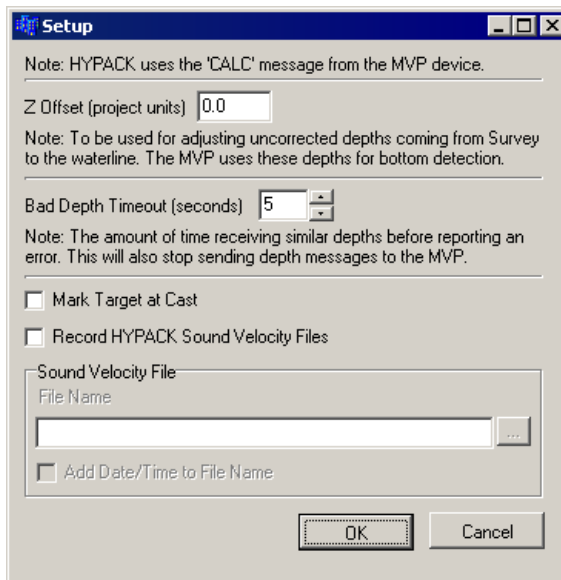 Setup
Note: HYPACK uses the 'CALC' message from the MVP device.
Z Offset (project units) 0.0
Note: To be used for adjusting uncorrected depths coming from Survey
to the waterline. The MVP uses these depths for bottom detection.
Bad Depth Timeout (seconds) 5
Note: The amount of time receiving similar depths before reporting an
error. This will also stop sending depth messages to the MVP.
Mark Target at Cast
Record HYPACK Sound Velocity Files
Sound Velocity File
File Name
...
Add Date/Time to File Name
OK Cancel